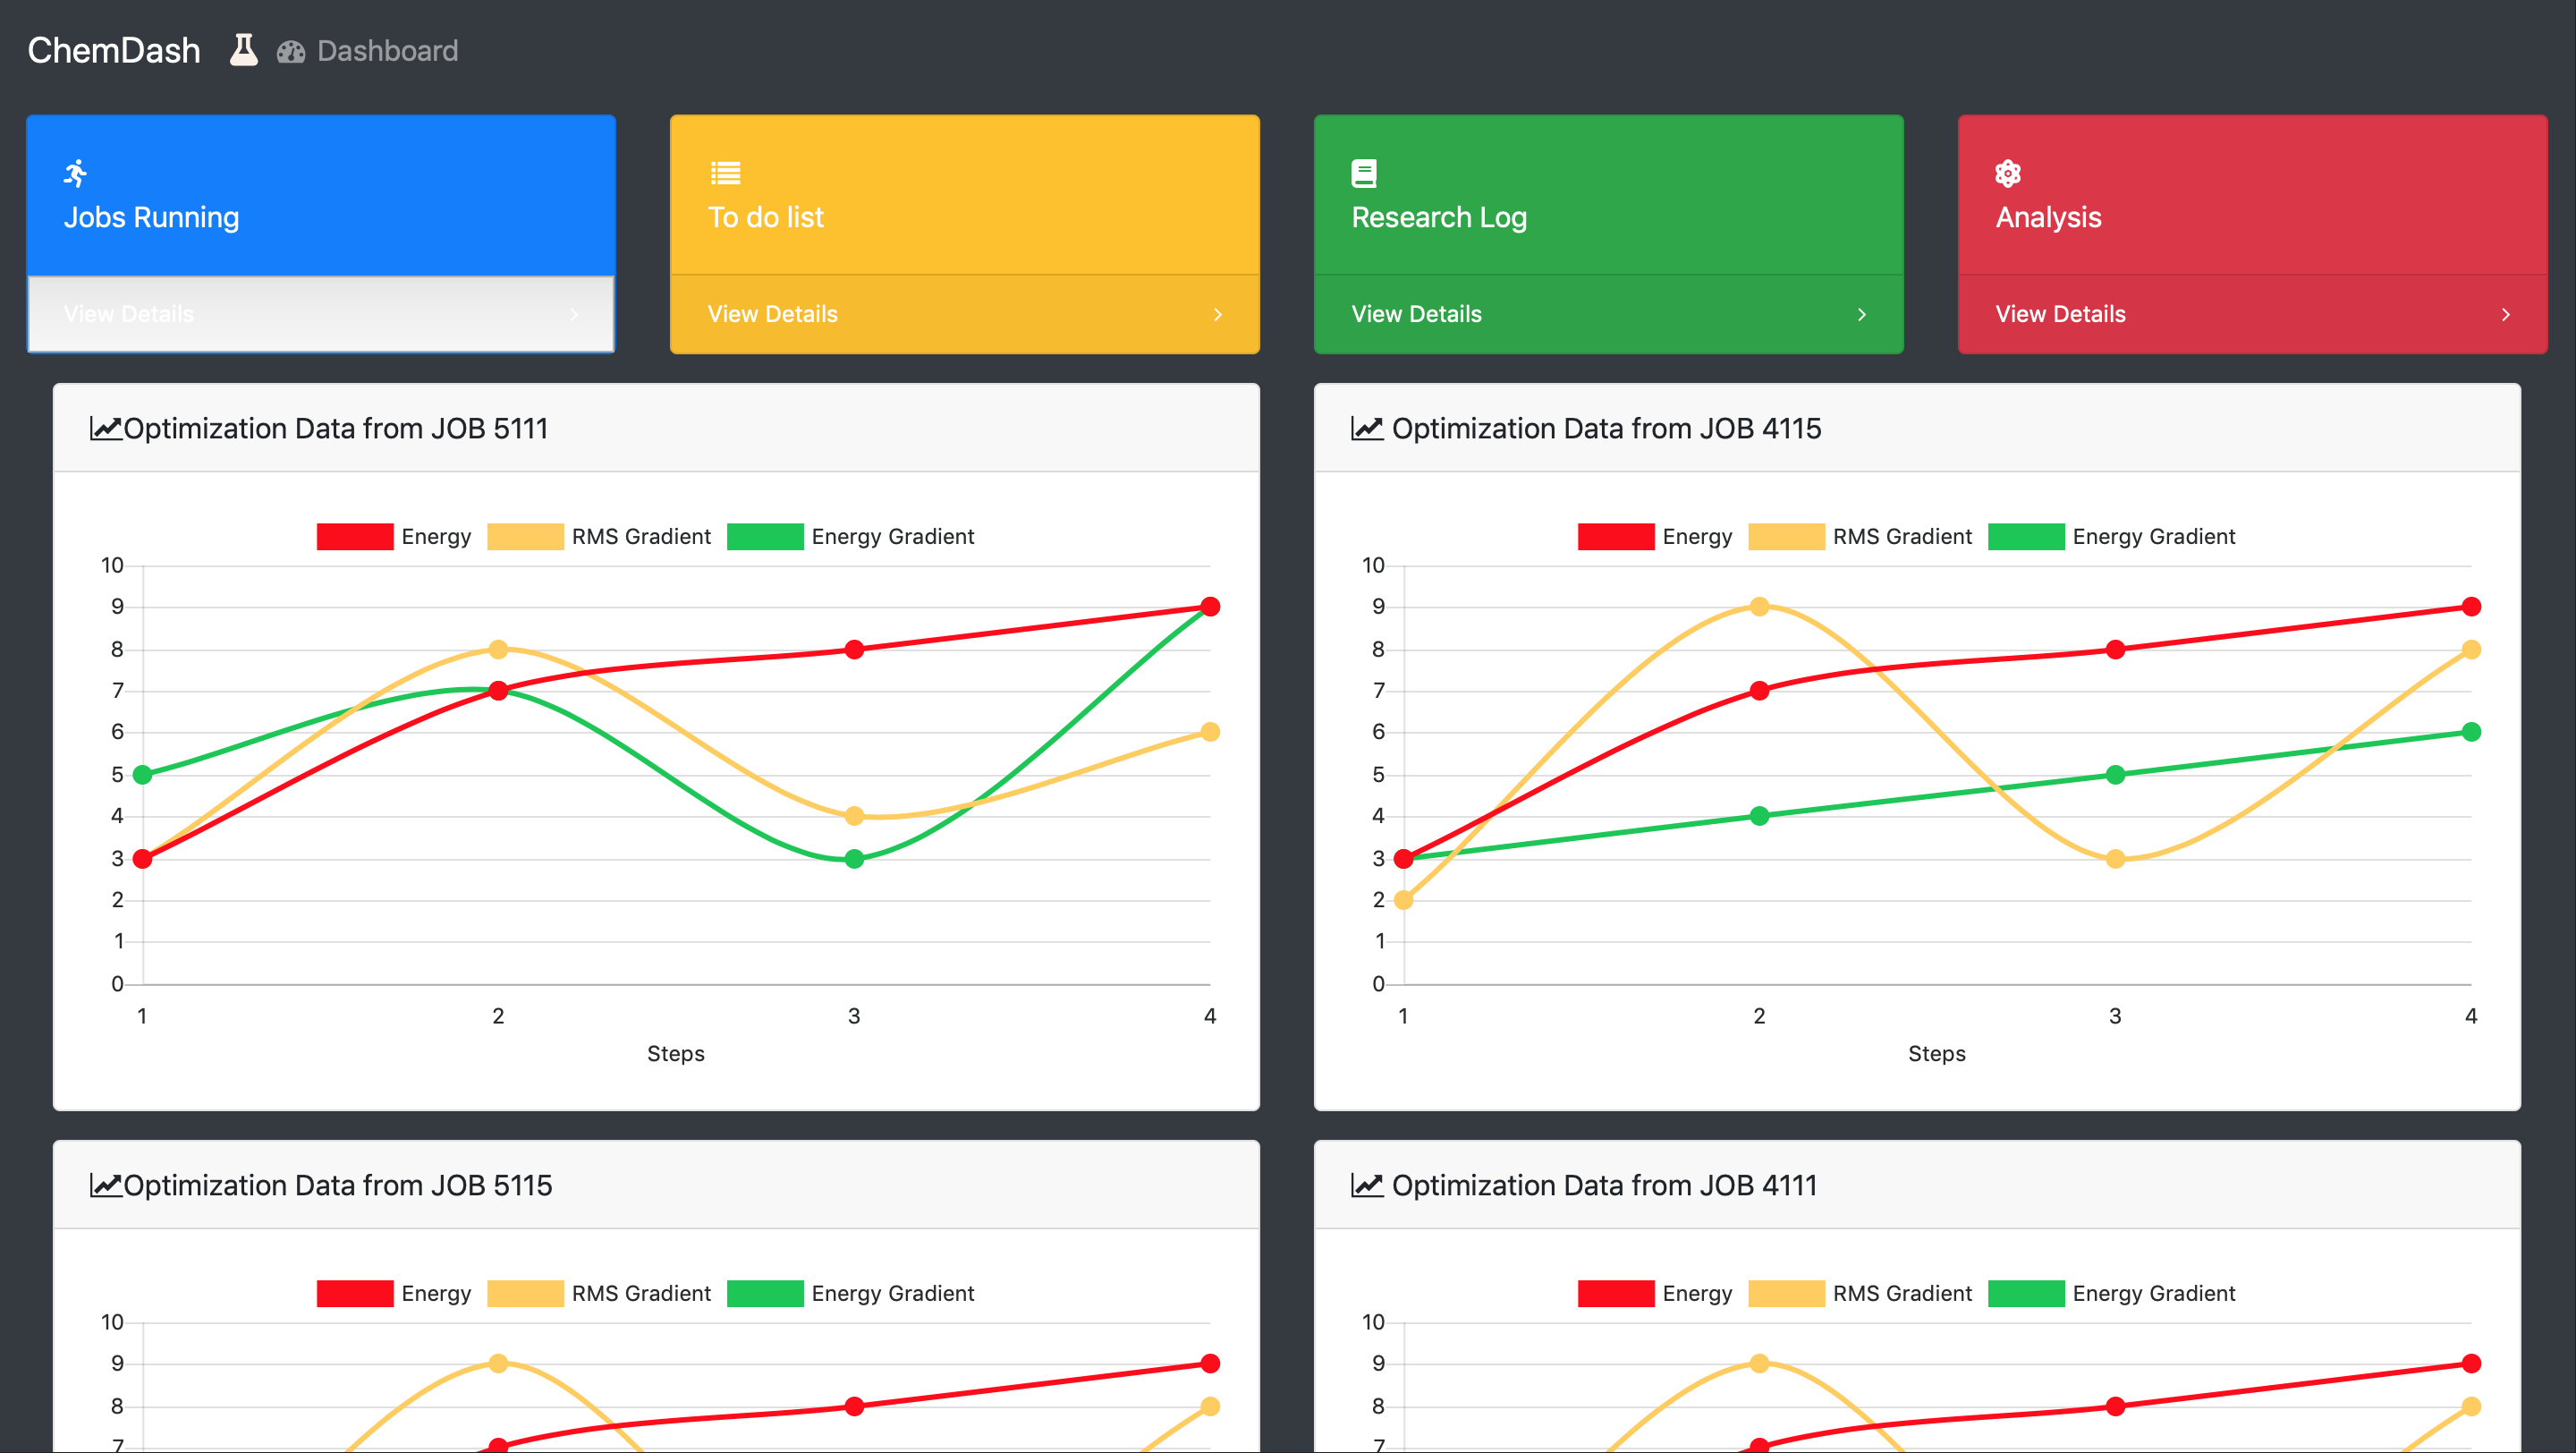 ChemDash Dashboard
Jobs Running
View Details
To do list
View Details
Research Log
View Details
Analysis
View Details
Optimization Data from JOB 5111
Energy RMS Gradient Energy Gradient
10
9
8
7
6
5
4
3
2
1
0
1 2 3 4
Steps
Optimization Data from JOB 4115
Energy RMS Gradient Energy Gradient
10
9
8
7
6
5
4
3
2
1
0
1 2 3 4
Steps
Optimization Data from JOB 5115
Energy RMS Gradient Energy Gradient
10
9
8
7
Optimization Data from JOB 4111
Energy RMS Gradient Energy Gradient
10
9
8
7